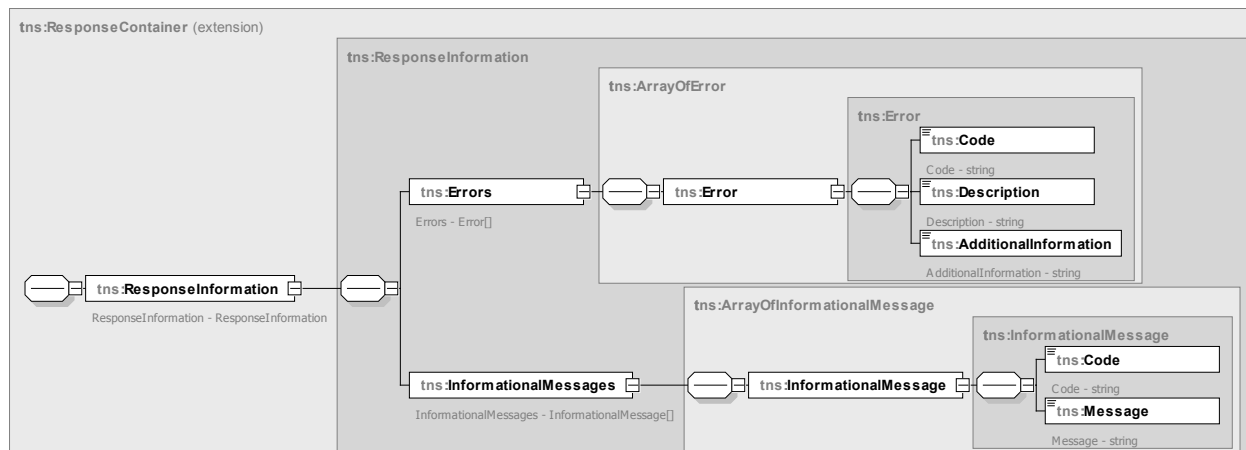 tns:ResponseContainer (extension)
tns:ResponseInformation
tns:ArrayOfError
tns:Error
tns:Code
Code - string
tns:Errors
Errors - Error[]
tns:Error
tns:Description
Description - string
tns:AdditionalInformation
AdditionalInformation - string
tns:ResponseInformation
ResponseInformation - ResponseInformation
tns:ArrayOfInformationalMessage
tns:InformationalMessage
tns:Code
Code - string
tns:InformationalMessages
InformationalMessages - InformationalMessage[]
tns:InformationalMessage
tns:Message
Message - string